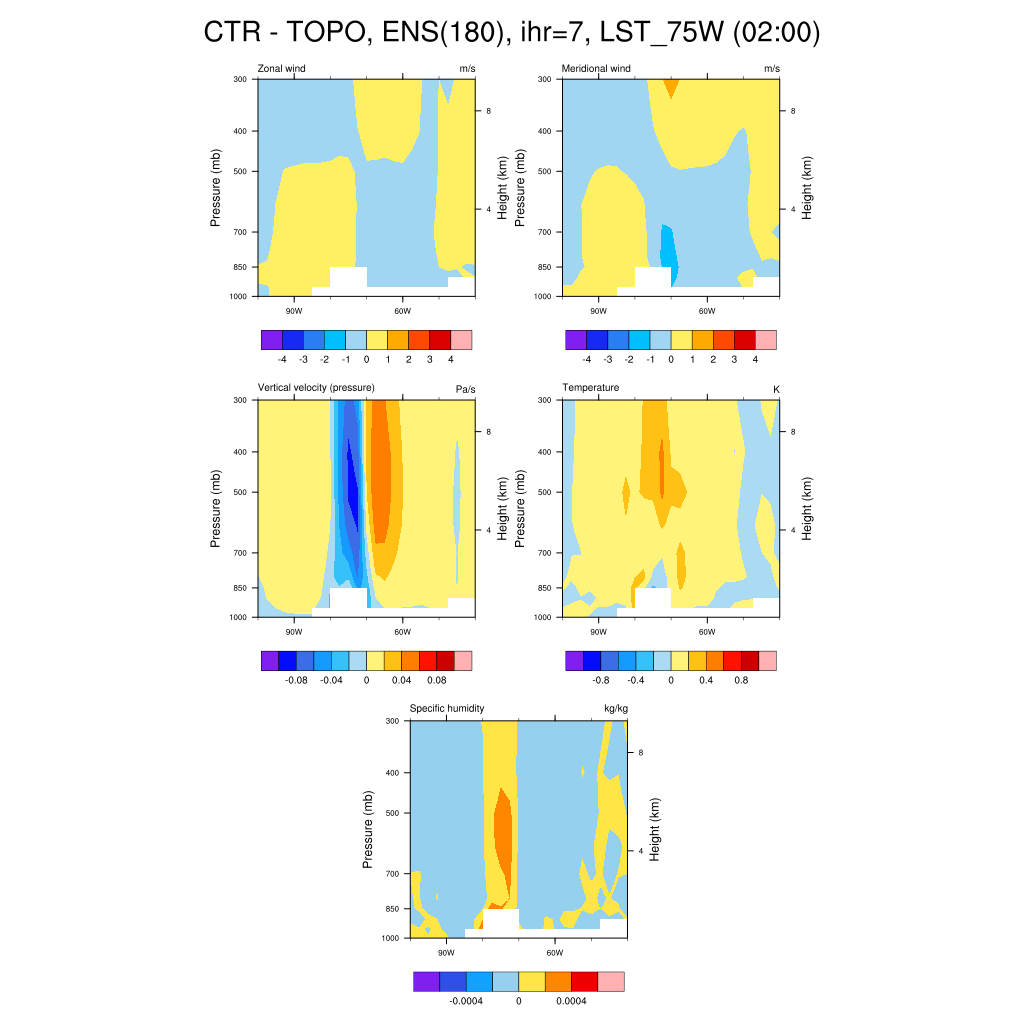 CTR - TOPO, ENS(180), ihr=7, LST_75W (02:00)
Zonal wind m/s
300
400
500
700
850
1000
Pressure (mb)
8
4
Height (km)
90W 60W
-4 -3 -2 -1 0 1 2 3 4
Meridional wind m/s
300
400
500
700
850
1000
Pressure (mb)
8
4
Height (km)
90W 60W
-4 -3 -2 -1 0 1 2 3 4
Vertical velocity (pressure) Pa/s
300
400
500
700
850
1000
Pressure (mb)
8
4
Height (km)
90W 60W
-0.08 -0.04 0 0.04 0.08
Temperature K
300
400
500
700
850
1000
Pressure (mb)
8
4
Height (km)
90W 60W
-0.8 -0.4 0 0.4 0.8
Specific humidity kg/kg
300
400
500
700
850
1000
Pressure (mb)
8
4
Height (km)
90W 60W
-0.0004 0 0.0004